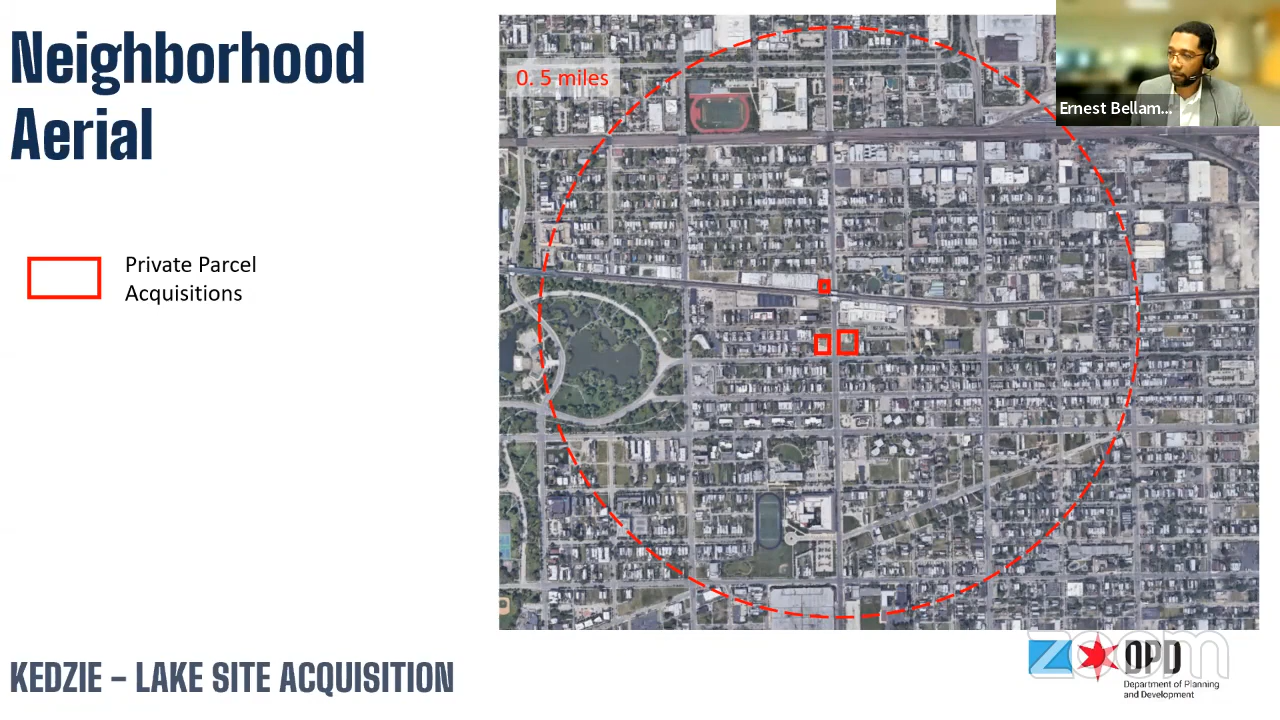 Neighborhood
Aerial
0. 5 miles
Ernest Bellam...
Private Parcel
Acquisitions
KEDZIE – LAKE SITE ACQUISITION
zoom
DPD
Department of Planning
and Development